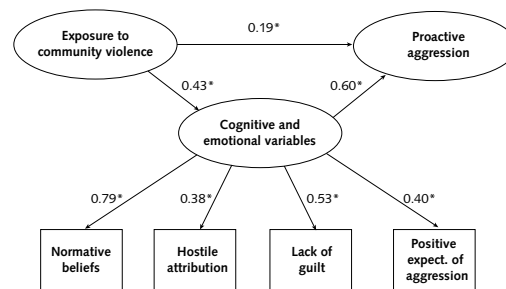 Exposure to
community violence
0.19*
Proactive
aggression
0.43*
0.60*
Cognitive and
emotional variables
0.79*
0.38*
0.53*
0.40*
Normative
beliefs
Hostile
attribution
Lack of
guilt
Positive
expect. of
aggression